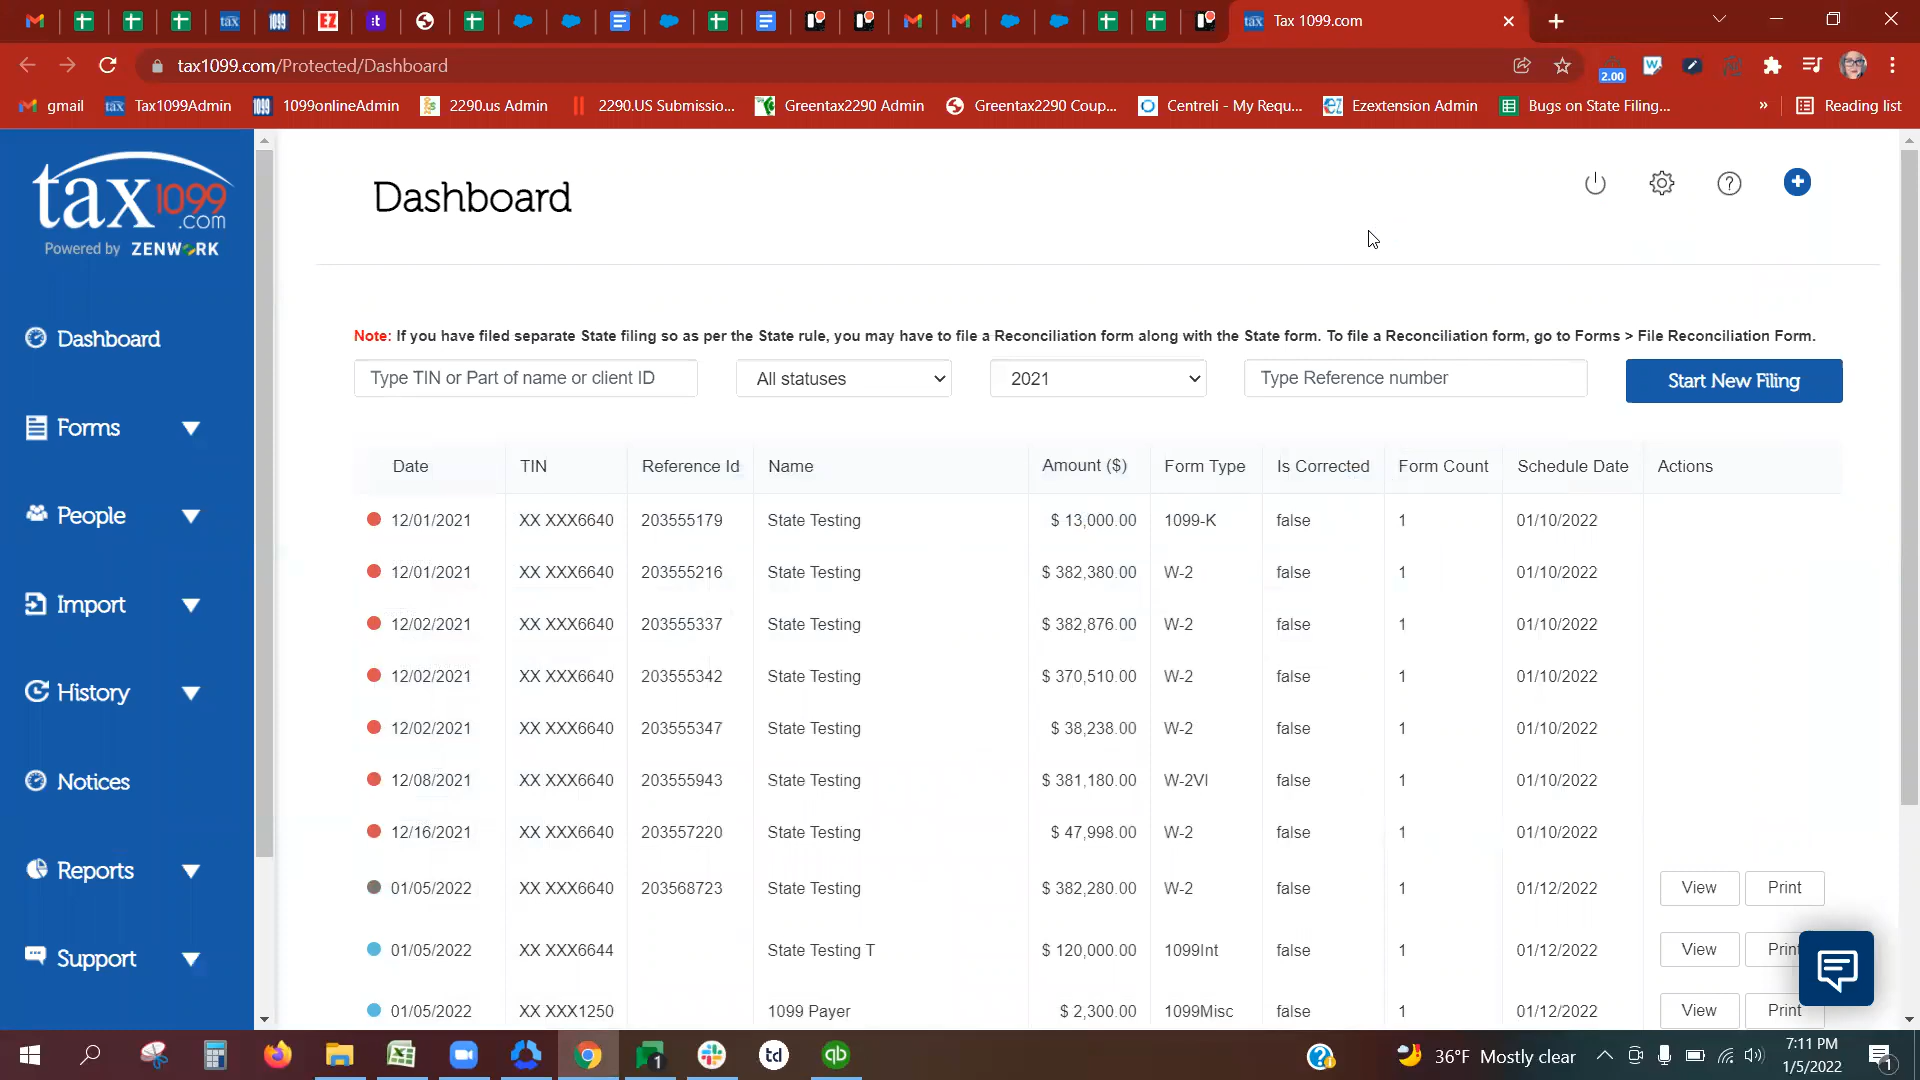 Tax 1099.com
tax1099.com/Protected/Dashboard
2.00
gmail Tax1099Admin 1099onlineAdmin 2290.us Admin 2290.US Submissio... Greentax2290 Admin Greentax2290 Coup... Centreli - My Requ... Ezextension Admin Bugs on State Filing... » Reading list
tax1099.com
Powered by ZENWORK
Dashboard
Forms
People
Import
History
Notices
Reports
Support
Dashboard
Note: If you have filed separate State filing so as per the State rule, you may have to file a Reconciliation form along with the State form. To file a Reconciliation form, go to Forms > File Reconciliation Form.
Type TIN or Part of name or client ID All statuses 2021 Type Reference number Start New Filing
Date TIN Reference Id Name Amount ($) Form Type Is Corrected Form Count Schedule Date Actions
12/01/2021 XX XXX6640 203555179 State Testing $ 13,000.00 1099-K false 1 01/10/2022
12/01/2021 XX XXX6640 203555216 State Testing $ 382,380.00 W-2 false 1 01/10/2022
12/02/2021 XX XXX6640 203555337 State Testing $ 382,876.00 W-2 false 1 01/10/2022
12/02/2021 XX XXX6640 203555342 State Testing $ 370,510.00 W-2 false 1 01/10/2022
12/02/2021 XX XXX6640 203555347 State Testing $ 38,238.00 W-2 false 1 01/10/2022
12/08/2021 XX XXX6640 203555943 State Testing $ 381,180.00 W-2VI false 1 01/10/2022
12/16/2021 XX XXX6640 203557220 State Testing $ 47,998.00 W-2 false 1 01/10/2022
01/05/2022 XX XXX6640 203568723 State Testing $ 382,280.00 W-2 false 1 01/12/2022 View Print
01/05/2022 XX XXX6644 State Testing T $ 120,000.00 1099Int false 1 01/12/2022 View Print
01/05/2022 XX XXX1250 1099 Payer $ 2,300.00 1099Misc false 1 01/12/2022 View Print
36°F Mostly clear
7:11 PM
1/5/2022